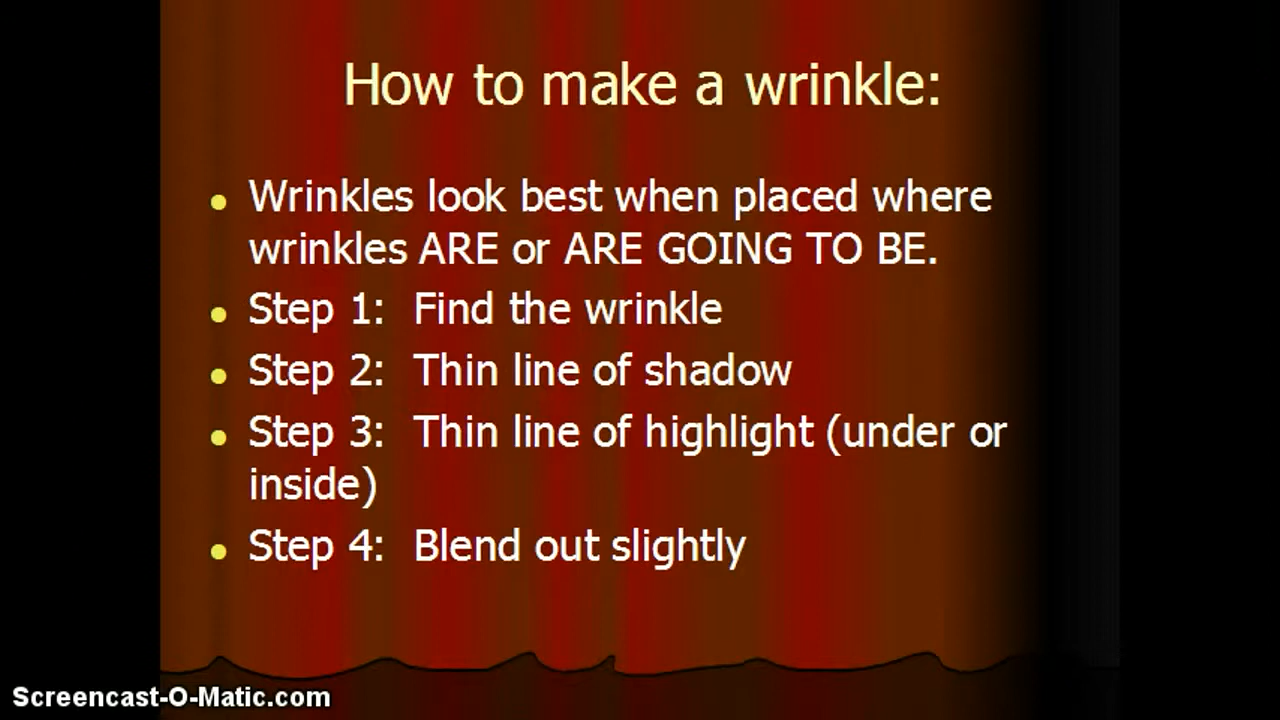 How to make a wrinkle:
• Wrinkles look best when placed where
wrinkles ARE or ARE GOING TO BE.
• Step 1:  Find the wrinkle
• Step 2:  Thin line of shadow
• Step 3:  Thin line of highlight (under or
inside)
• Step 4:  Blend out slightly
Screencast-O-Matic.com